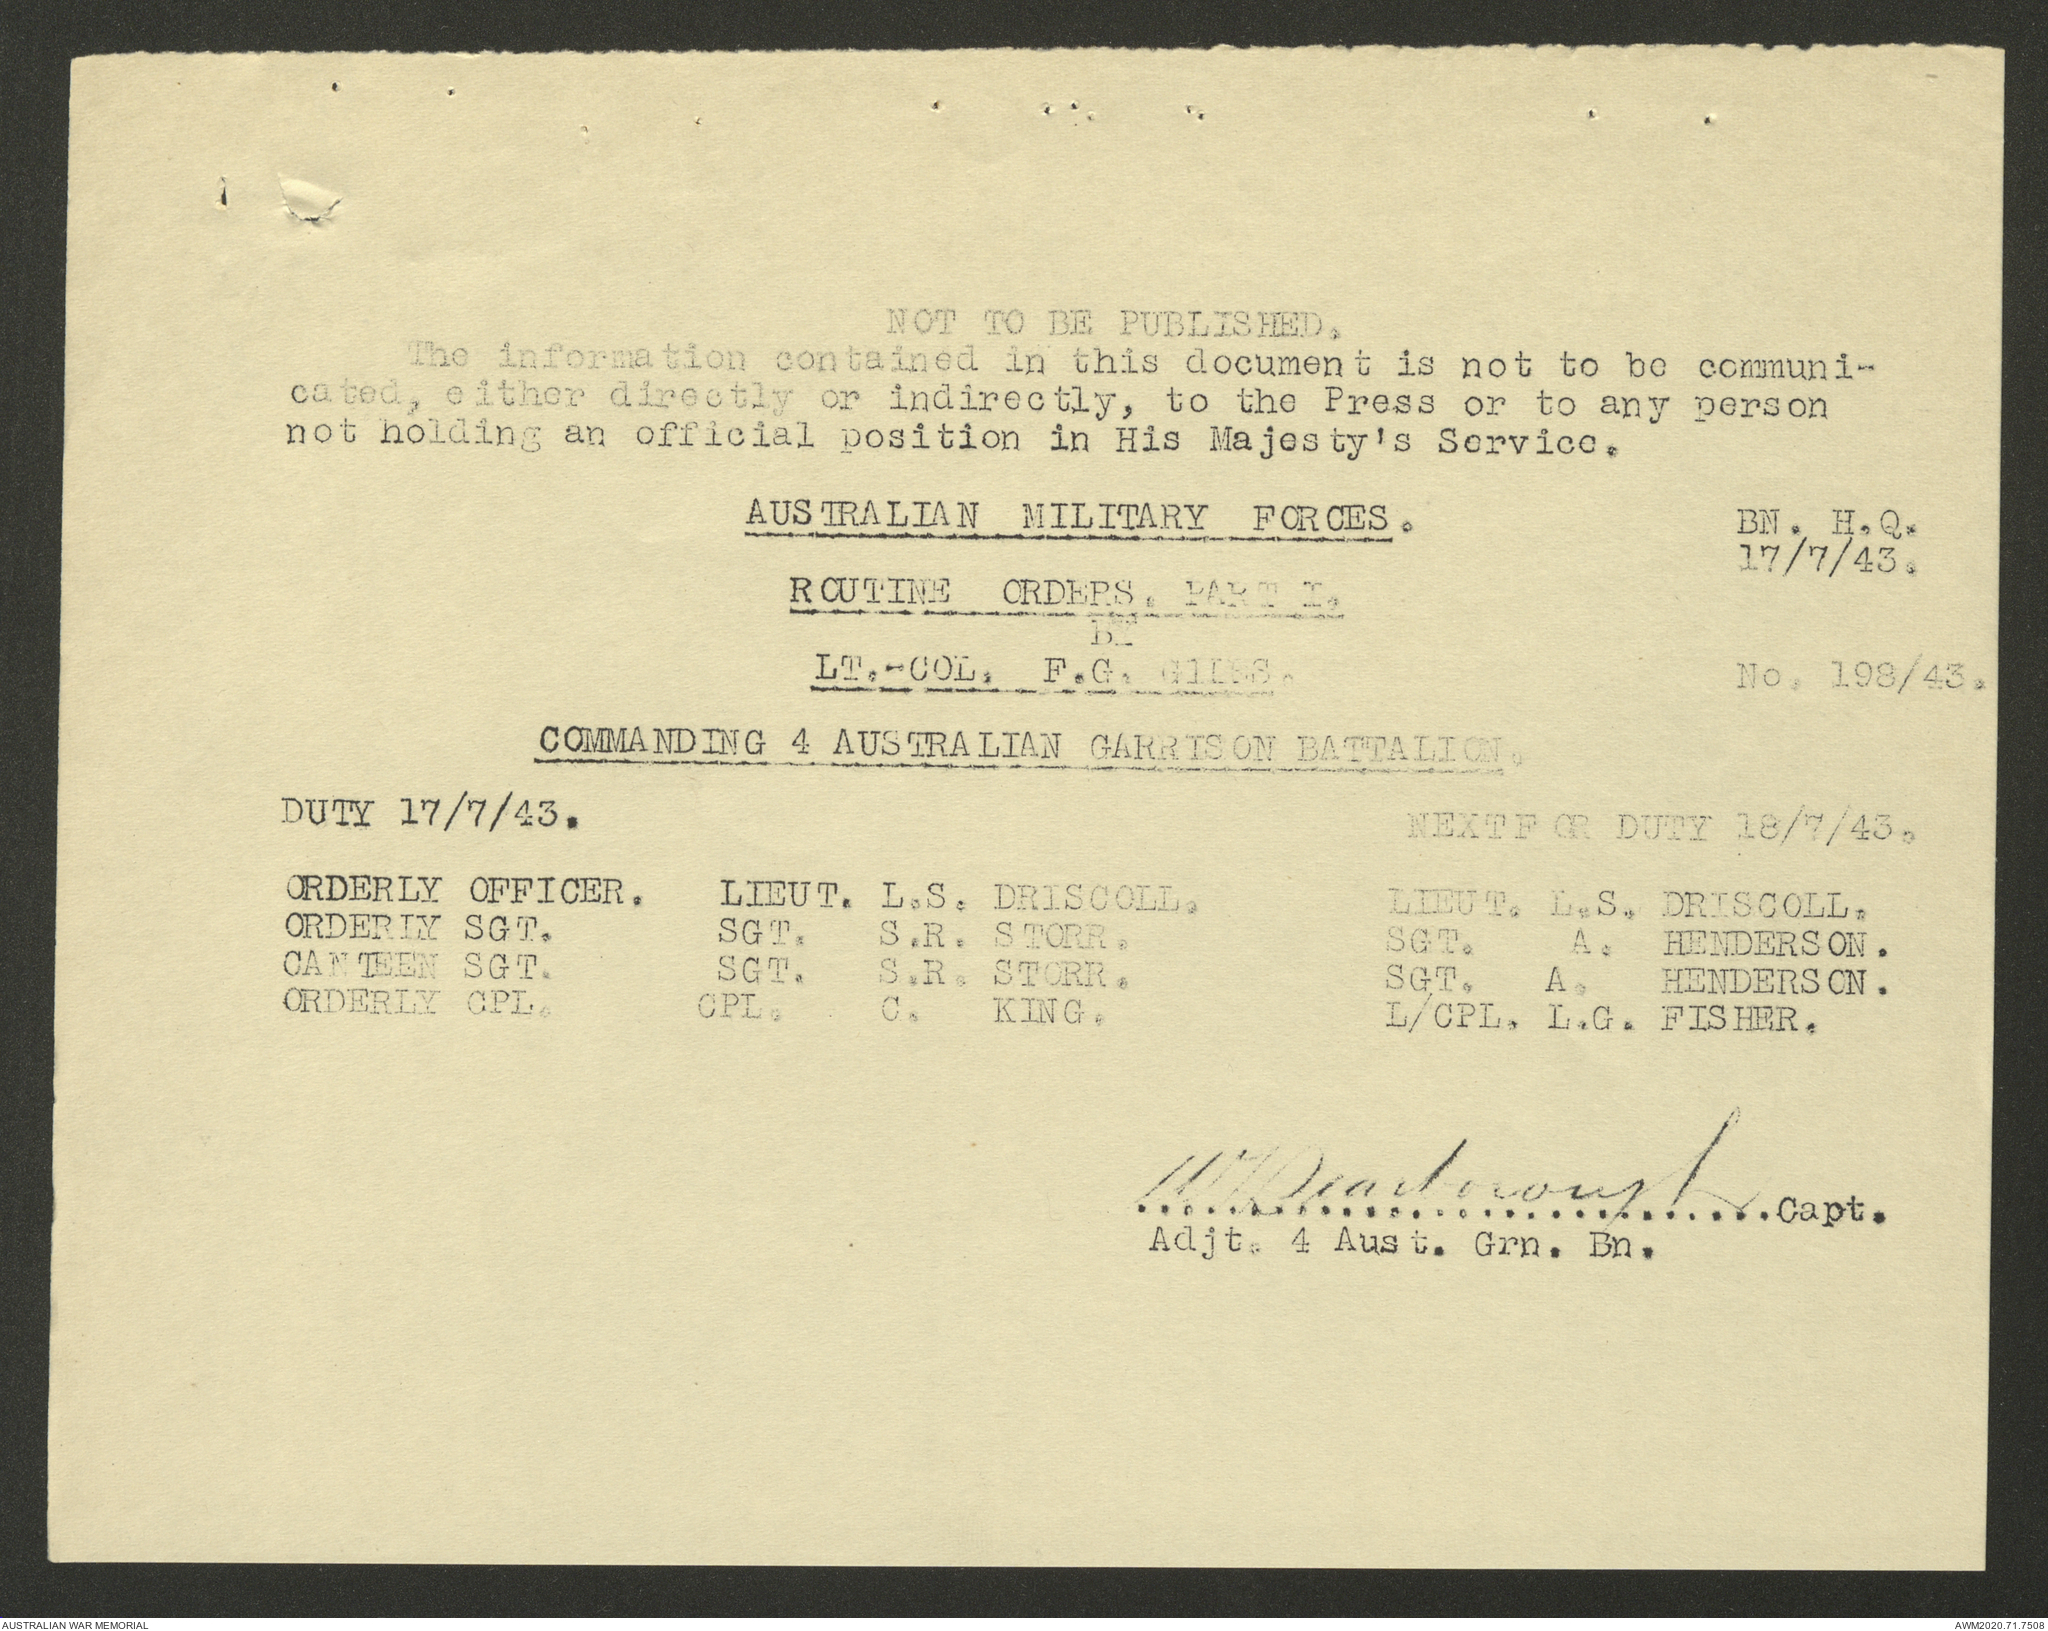 NOT TO BE PUBLISHED.
The information contained in this document is not to be communi-
cated, either directly or indirectly, to the Press or to any person
not holding an official position in His Majesty's Service.
AUSTRALIAN MILITARY FORCES.
BN. H.Q.
17/7/43.
ROUTINE ORDERS. PART I.
BY
LT.-COL. F.G.
No. 198/43.
COMMANDING 4 AUSTRALIAN GARRISON BATTALION.
DUTY 17/7/43. NEXT FOR DUTY 18/7/43.
ORDERLY OFFICER. LIEUT. L.S. DRISCOLL. LIEUT. L.S. DRISCOLL.
ORDERLY SGT. SGT. S.R. STORR. SGT. A. HENDERSON.
CANTEEN SGT. SGT. S.R. STORR. SGT. A. HENDERSON.
ORDERLY CPL. CPL. C. KING. L/CPL. L.G. FISHER.
Capt.
Adjt. 4 Aust. Grn. Bn.
AUSTRALIAN WAR MEMORIAL
AWM2020.71.7508